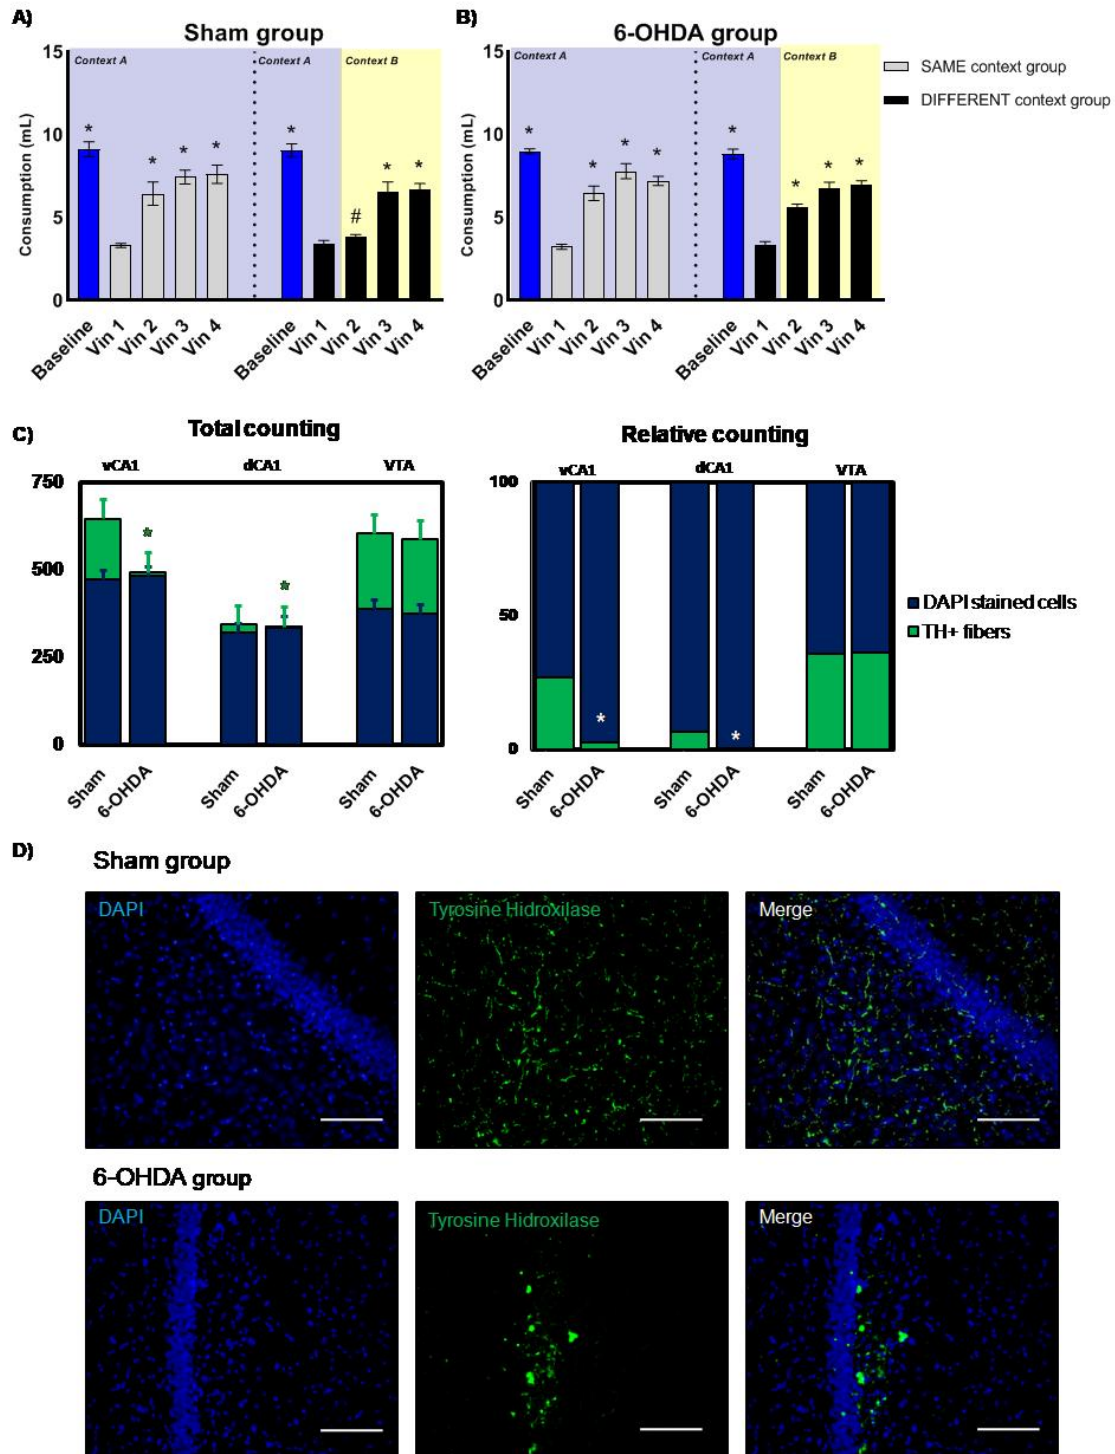 A)
Sham group
Context A
Context A
Context B
Consumption (mL)
15
10
5
0
*
*
*
*
*
#
*
*
Baseline
Vin 1
Vin 2
Vin 3
Vin 4
Baseline
Vin 1
Vin 2
Vin 3
Vin 4
B)
6-OHDA group
Context A
Context A
Context B
Consumption (mL)
15
10
5
0
*
*
*
*
*
*
*
*
Baseline
Vin 1
Vin 2
Vin 3
Vin 4
Baseline
Vin 1
Vin 2
Vin 3
Vin 4
SAME context group
DIFFERENT context group
C)
Total counting
vCA1
dCA1
VTA
750
500
250
0
*
*
Sham
6-OHDA
Sham
6-OHDA
Sham
6-OHDA
Relative counting
vCA1
dCA1
VTA
100
50
0
*
*
Sham
6-OHDA
Sham
6-OHDA
Sham
6-OHDA
DAPI stained cells
TH+ fibers
D)
Sham group
DAPI
Tyrosine Hidroxilase
Merge
6-OHDA group
DAPI
Tyrosine Hidroxilase
Merge